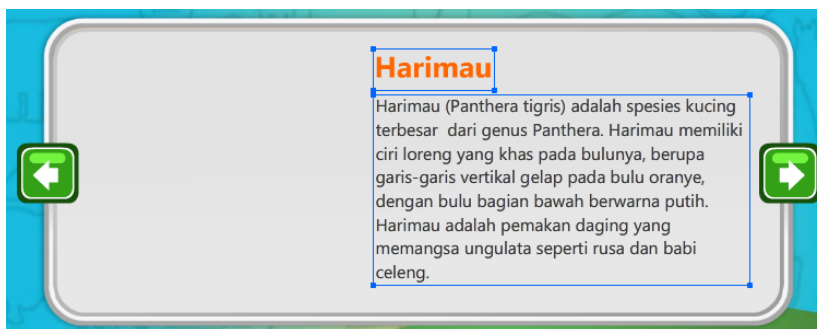 Harimau
Harimau (Panthera tigris) adalah spesies kucing
terbesar  dari genus Panthera. Harimau memiliki
ciri loreng yang khas pada bulunya, berupa
garis-garis vertikal gelap pada bulu oranye,
dengan bulu bagian bawah berwarna putih.
Harimau adalah pemakan daging yang
memangsa ungulata seperti rusa dan babi
celeng.